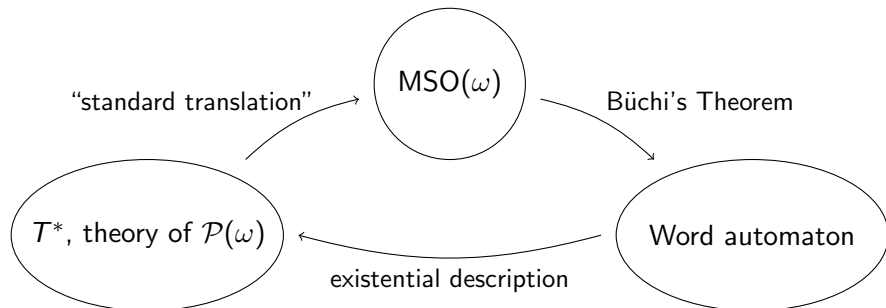 MSO(ω)
“standard translation”
Büchi's Theorem
T*, theory of 𝒫(ω)
Word automaton
existential description